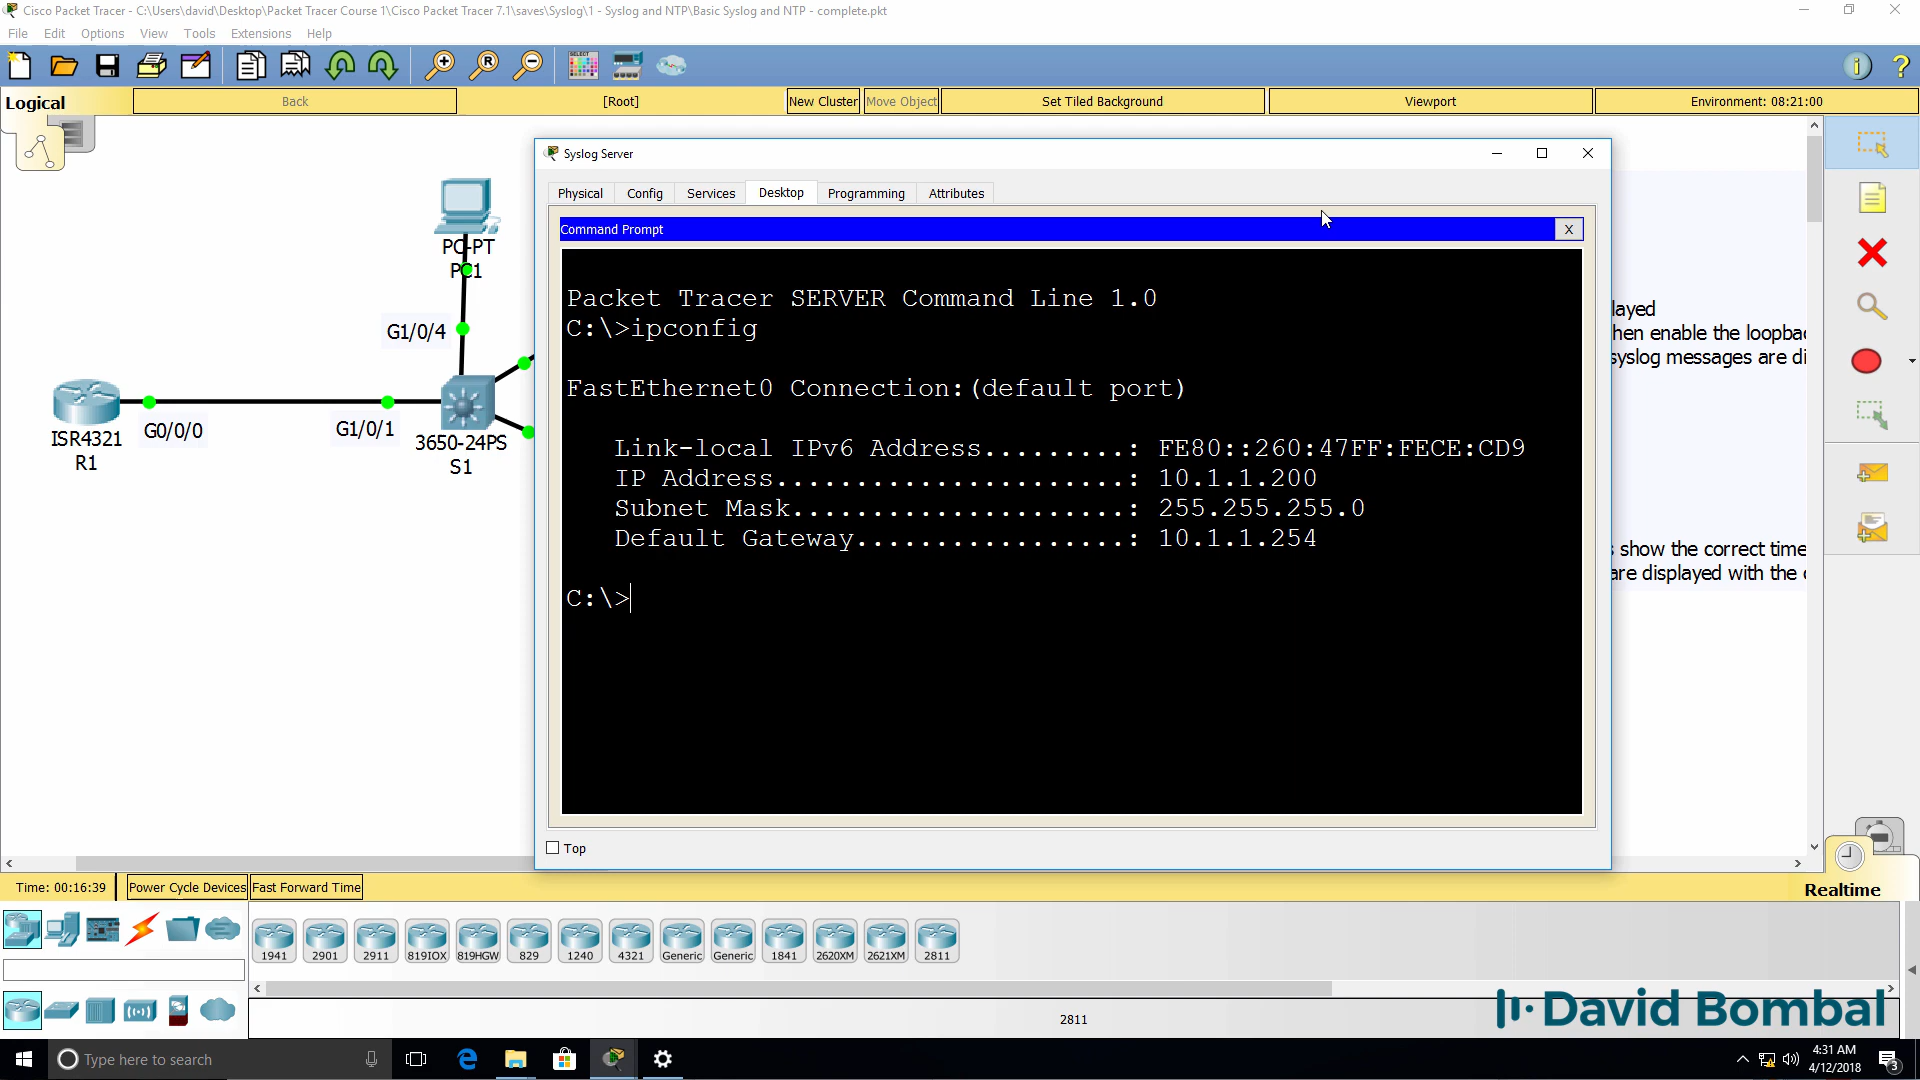 Cisco Packet Tracer - C:\Users\david\Desktop\Packet Tracer Course 1\Cisco Packet Tracer 7.1\saves\Syslog\1 - Syslog and NTP\Basic Syslog and NTP - complete.pkt
File Edit Options View Tools Extensions Help
Logical Back [Root] New Cluster Move Object Set Tiled Background Viewport Environment: 08:21:00
Syslog Server
Physical Config Services Desktop Programming Attributes
Command Prompt X
Packet Tracer SERVER Command Line 1.0
C:\>ipconfig
FastEthernet0 Connection:(default port)
Link-local IPv6 Address.........: FE80::260:47FF:FECE:CD9
IP Address......................: 10.1.1.200
Subnet Mask.....................: 255.255.255.0
Default Gateway.................: 10.1.1.254
C:\>
Top
PC-PT
PC1
G1/0/4
ISR4321
R1
G0/0/0
G1/0/1
3650-24PS
S1
layed
hen enable the loopba
syslog messages are di
show the correct time
are displayed with the
Time: 00:16:39 Power Cycle Devices Fast Forward Time
Realtime
1941 2901 2911 819IOX 819HGW 829 1240 4321 Generic Generic 1841 2620XM 2621XM 2811
2811
David Bombal
Type here to search
4:31 AM
4/12/2018
3